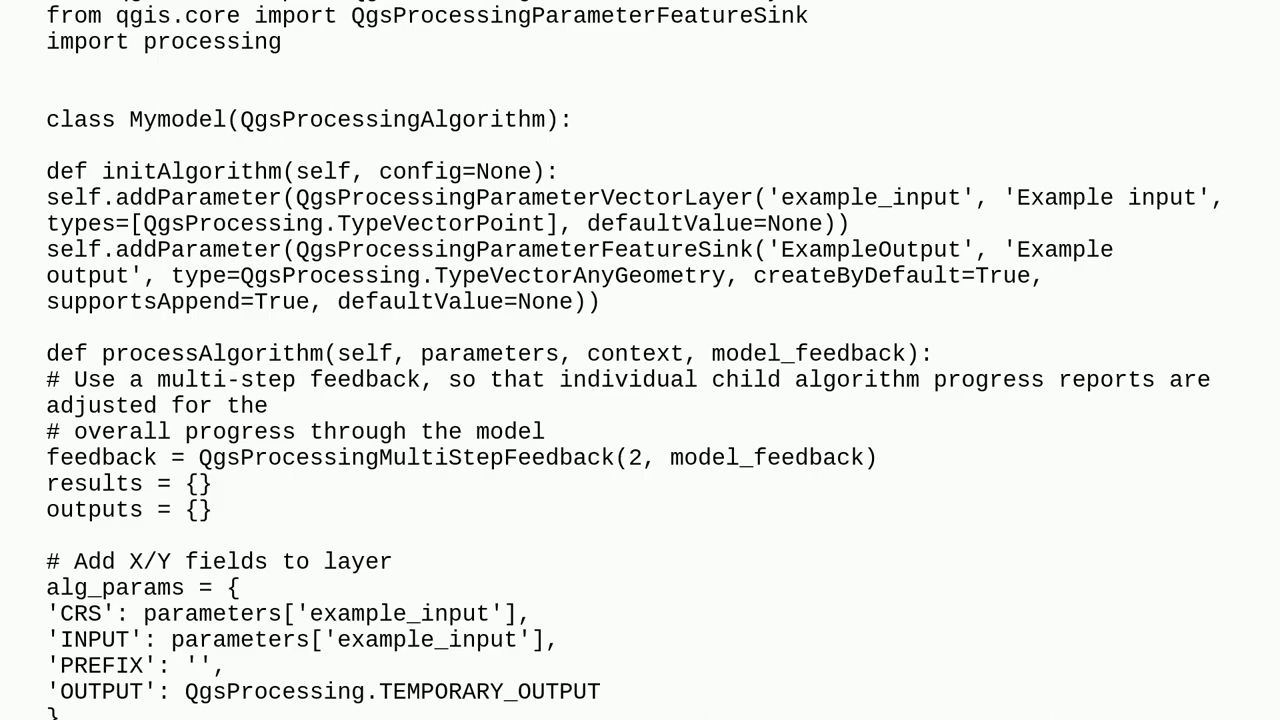 from qgis.core import QgsProcessingParameterFeatureSink
import processing
class Mymodel(QgsProcessingAlgorithm):
def initAlgorithm(self, config=None):
self.addParameter(QgsProcessingParameterVectorLayer('example_input', 'Example input',
types=[QgsProcessing.TypeVectorPoint], defaultValue=None))
self.addParameter(QgsProcessingParameterFeatureSink('ExampleOutput', 'Example
output', type=QgsProcessing.TypeVectorAnyGeometry, createByDefault=True,
supportsAppend=True, defaultValue=None))
def processAlgorithm(self, parameters, context, model_feedback):
# Use a multi-step feedback, so that individual child algorithm progress reports are
adjusted for the
# overall progress through the model
feedback = QgsProcessingMultiStepFeedback(2, model_feedback)
results = {}
outputs = {}
# Add X/Y fields to layer
alg_params = {
'CRS': parameters['example_input'],
'INPUT': parameters['example_input'],
'PREFIX': '',
'OUTPUT': QgsProcessing.TEMPORARY_OUTPUT
}